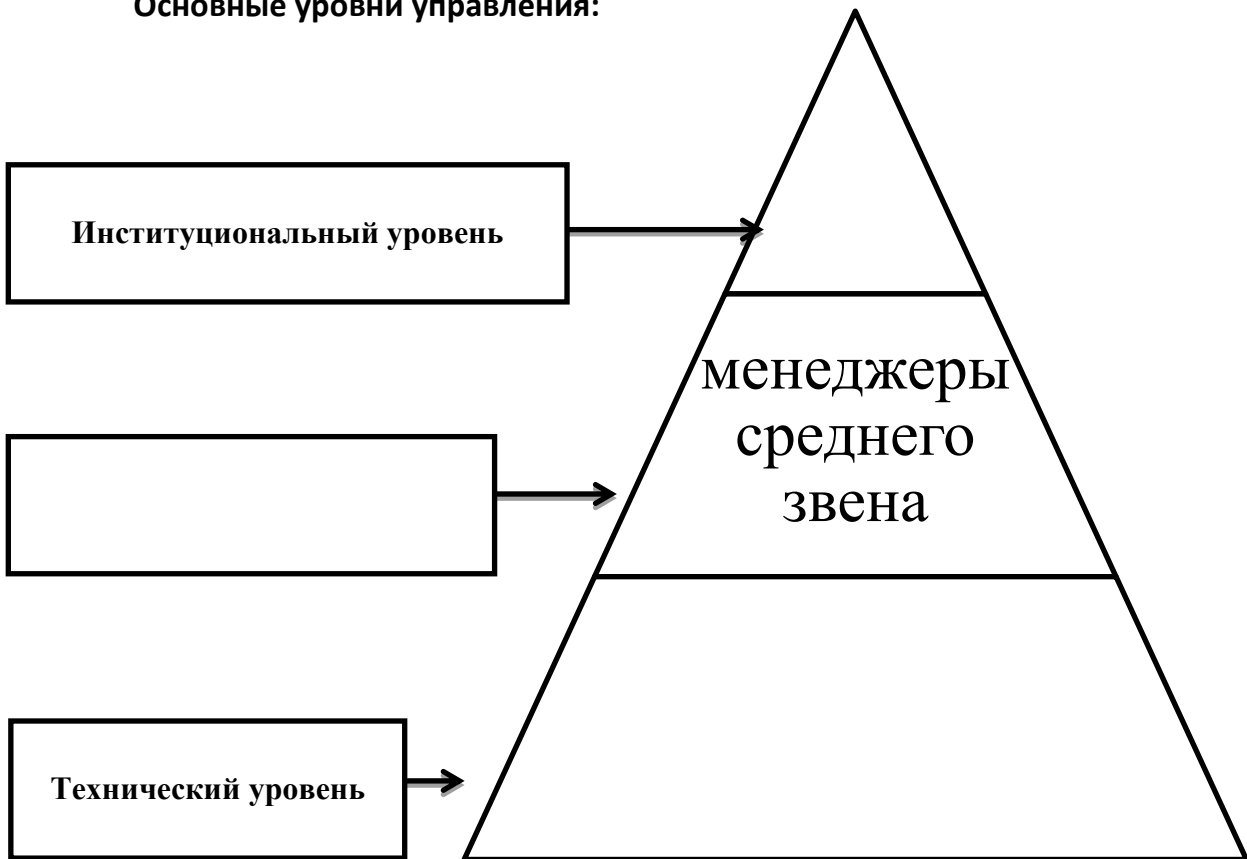 Основные уровни управления:
Институциональный уровень
менеджеры
среднего
звена
Технический уровень